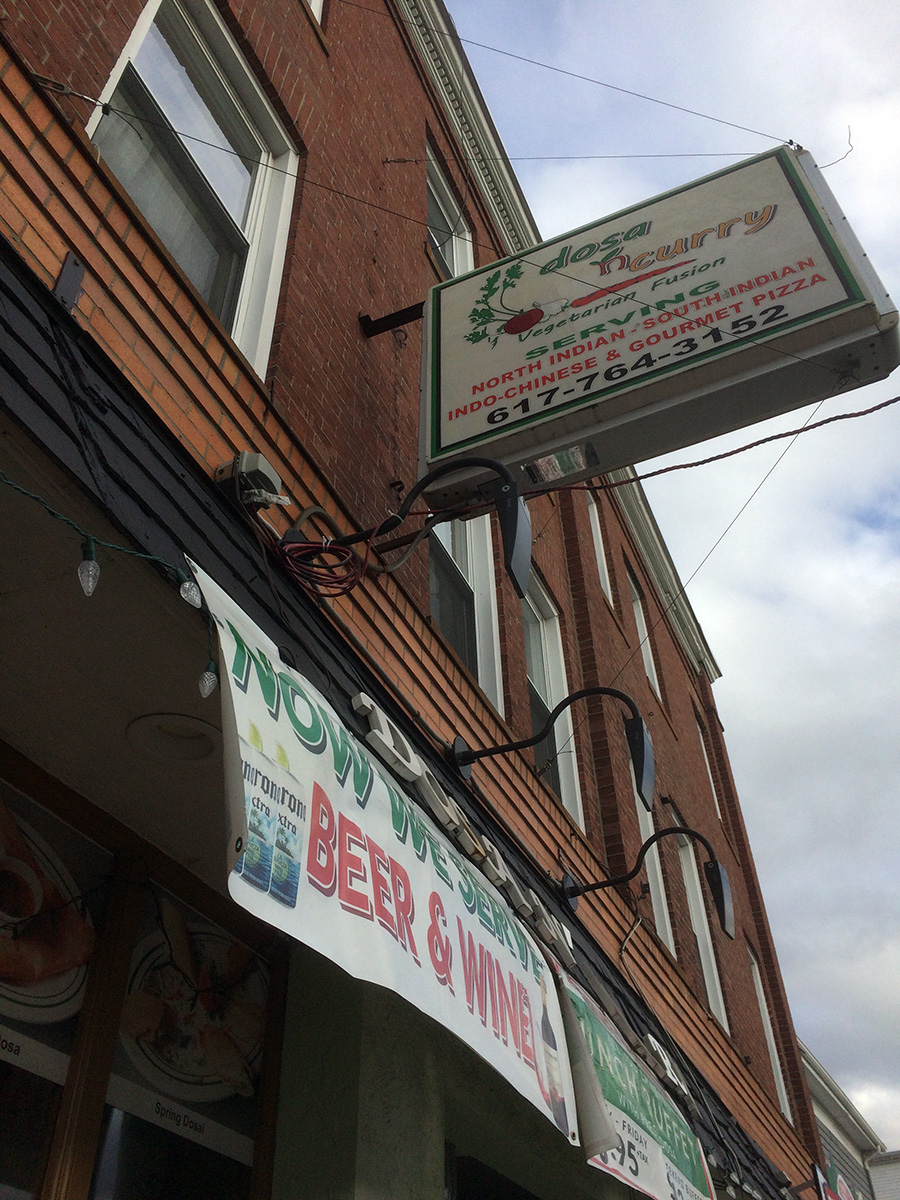 dosa
'n curry
Vegetarian Fusion
SERVING
NORTH INDIAN - SOUTH INDIAN
INDO-CHINESE & GOURMET PIZZA
617-764-3152
NOW WE SERVE
BEER & WINE
FRIDAY
.95
Spring Dosa